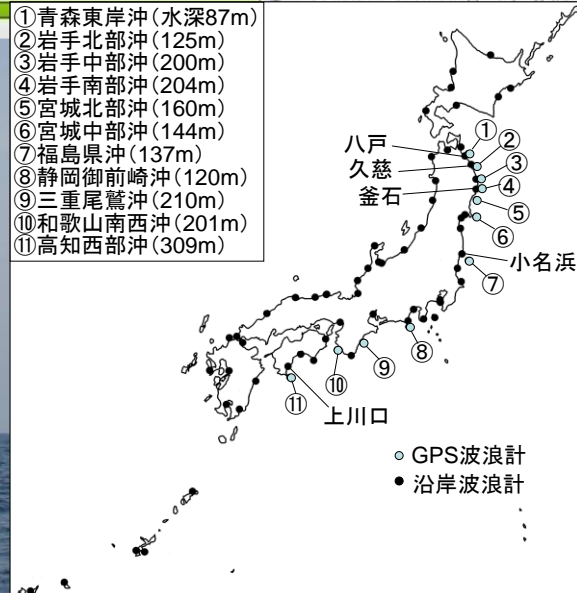 ①青森東岸沖(水深87m)
②岩手北部沖(125m)
③岩手中部沖(200m)
④岩手南部沖(204m)
⑤宮城北部沖(160m)
⑥宮城中部沖(144m)
⑦福島県沖(137m)
⑧静岡御前崎沖(120m)
⑨三重尾鷲沖(210m)
⑩和歌山南西沖(201m)
⑪高知西部沖(309m)
八戸
①
久慈
②
③
釜石
④
⑤
⑥
小名浜
⑦
⑧
⑨
⑩
⑪
上川口
GPS波浪計
沿岸波浪計